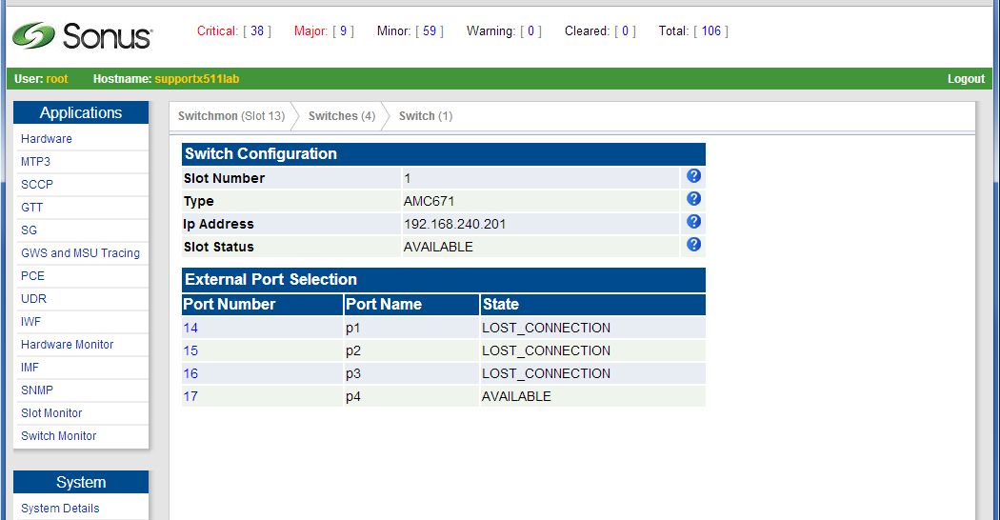 Sonus
Critical: [ 38 ] Major: [ 9 ] Minor: [ 59 ] Warning: [ 0 ] Cleared: [ 0 ] Total: [ 106 ]
User: root Hostname: supportx511lab Logout
Applications
Hardware
MTP3
SCCP
GTT
SG
GWS and MSU Tracing
PCE
UDR
IWF
Hardware Monitor
IMF
SNMP
Slot Monitor
Switch Monitor
System
System Details
Switchmon (Slot 13) Switches (4) Switch (1)
Switch Configuration
Slot Number 1 ?
Type AMC671 ?
Ip Address 192.168.240.201 ?
Slot Status AVAILABLE ?
External Port Selection
Port Number Port Name State
14 p1 LOST_CONNECTION
15 p2 LOST_CONNECTION
16 p3 LOST_CONNECTION
17 p4 AVAILABLE